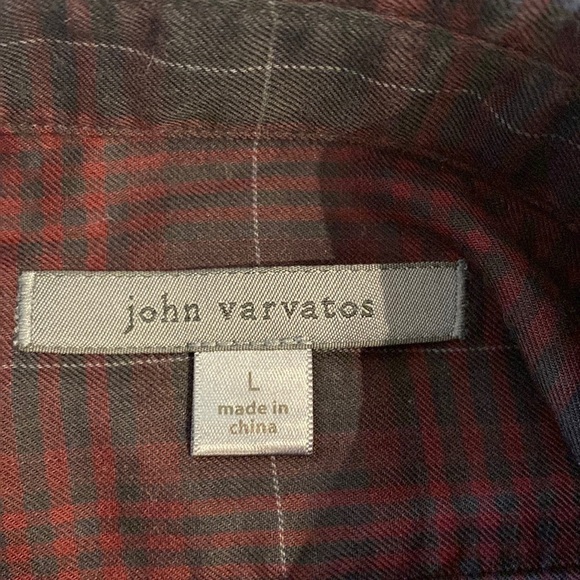 john varvatos
L
made in
china